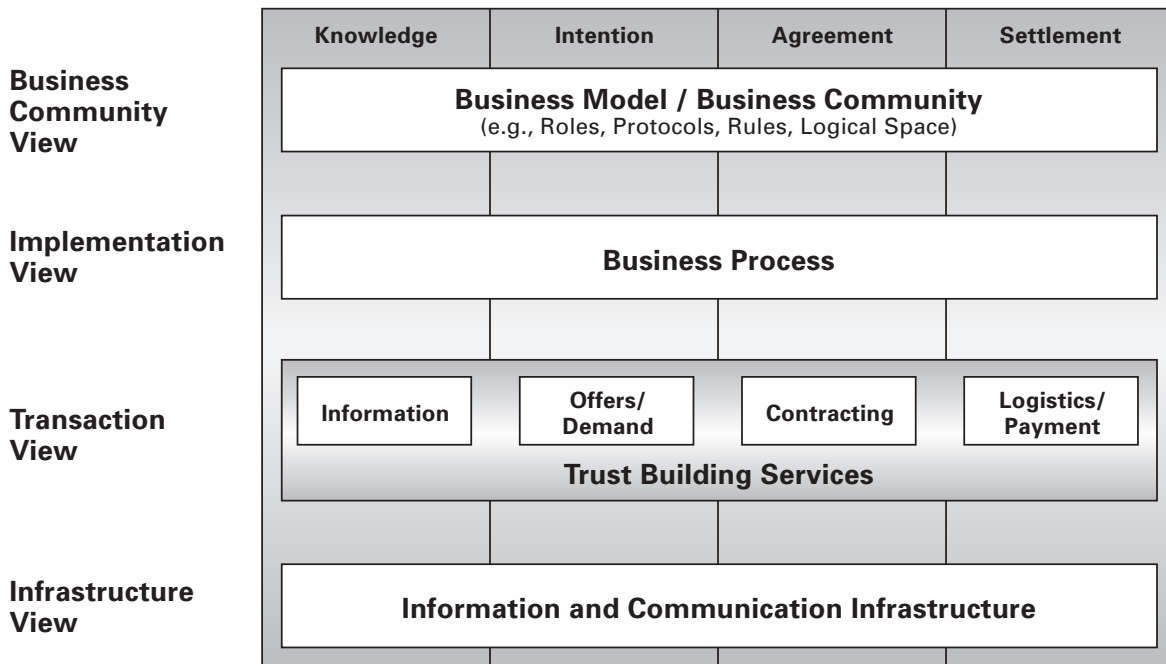 Knowledge
Intention
Agreement
Settlement
Business
Community
View
Business Model / Business Community
(e.g., Roles, Protocols, Rules, Logical Space)
Implementation
View
Business Process
Transaction
View
Information
Offers/
Demand
Contracting
Logistics/
Payment
Trust Building Services
Infrastructure
View
Information and Communication Infrastructure